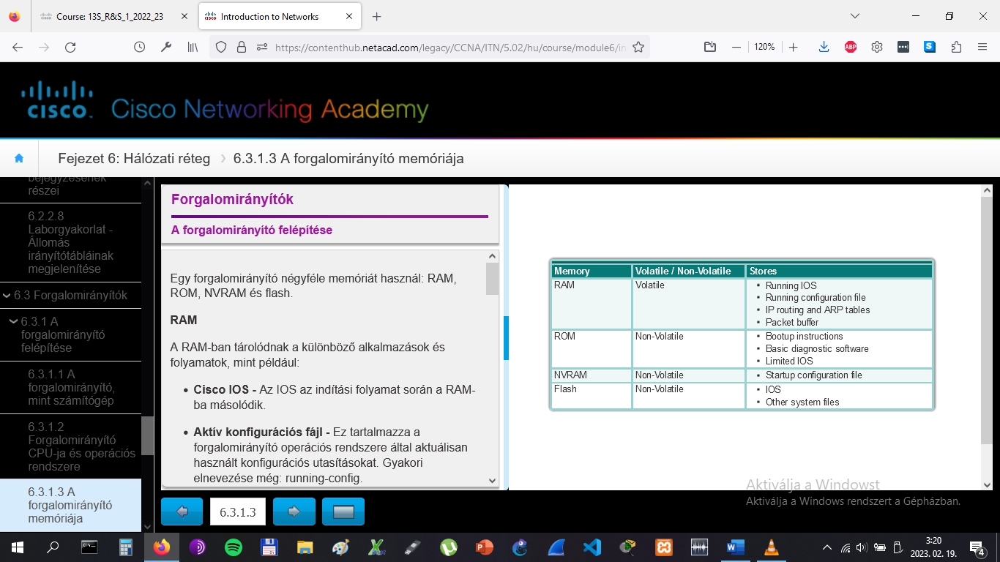 Course: 13S_R&S_1_2022_23
Introduction to Networks
https://contenthub.netacad.com/legacy/CCNA/ITN/5.02/hu/course/module6/in
120%
ABP
CISCO
Cisco Networking Academy
Fejezet 6: Hálózati réteg
6.3.1.3 A forgalomirányító memóriája
bejegyzésének
részei
6.2.2.8
Laborgyakorlat -
Állomás
irányítótábláinak
megjelenítése
6.3 Forgalomirányítók
6.3.1 A
forgalomirányító
felépítése
6.3.1.1 A
forgalomirányító,
mint számítógép
6.3.1.2
Forgalomirányító
CPU-ja és operációs
rendszere
6.3.1.3 A
forgalomirányító
memóriája
Forgalomirányítók
A forgalomirányító felépítése
Egy forgalomirányító négyféle memóriát használ: RAM,
ROM, NVRAM és flash.
RAM
A RAM-ban tárolódnak a különböző alkalmazások és
folyamatok, mint például:
• Cisco IOS - Az IOS az indítási folyamat során a RAM-
ba másolódik.
• Aktív konfigurációs fájl - Ez tartalmazza a
forgalomirányító operációs rendszere által aktuálisan
használt konfigurációs utasításokat. Gyakori
elnevezése még: running-config.
Memory Volatile / Non-Volatile Stores
RAM Volatile • Running IOS
• Running configuration file
• IP routing and ARP tables
• Packet buffer
ROM Non-Volatile • Bootup instructions
• Basic diagnostic software
• Limited IOS
NVRAM Non-Volatile • Startup configuration file
Flash Non-Volatile • IOS
• Other system files
Aktiválja a Windowst
Aktiválja a Windows rendszert a Gépházban.
6.3.1.3
3:20
2023. 02. 19.
4